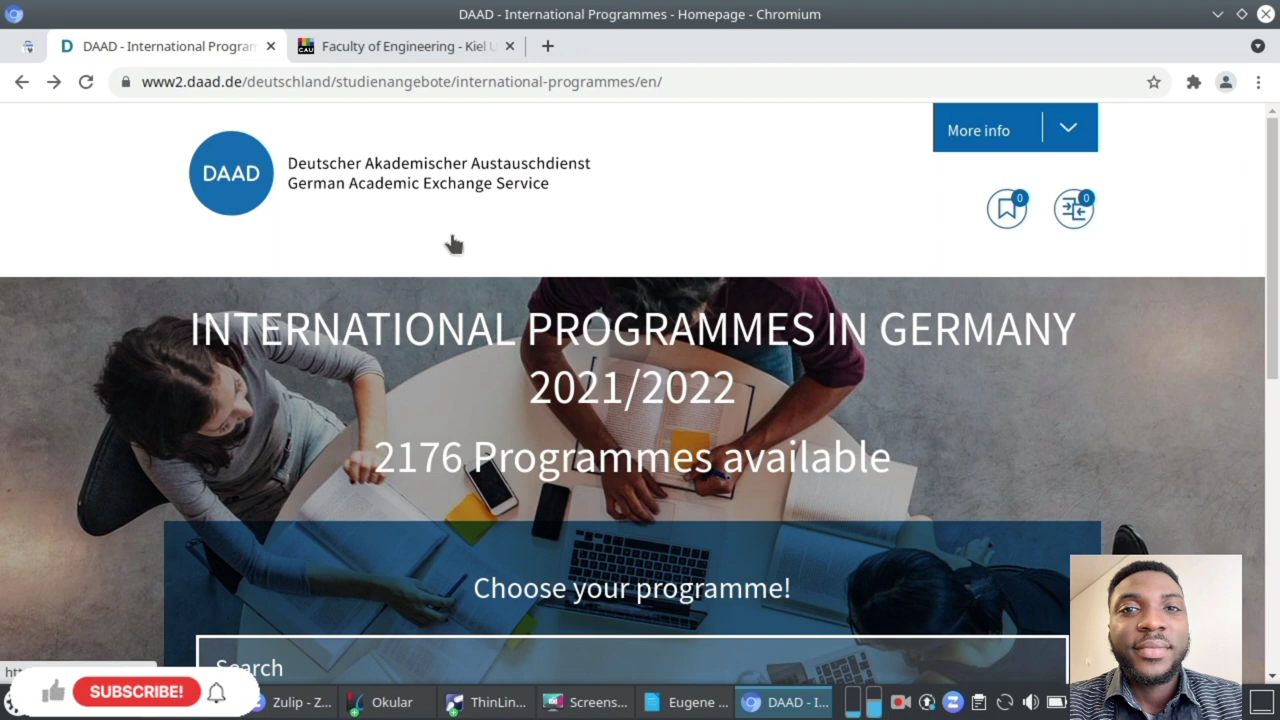 DAAD - International Programmes - Homepage - Chromium
D DAAD - International Program
CAU Faculty of Engineering - Kiel U
www2.daad.de/deutschland/studienangebote/international-programmes/en/
More info
DAAD
Deutscher Akademischer Austauschdienst
German Academic Exchange Service
0 0
INTERNATIONAL PROGRAMMES IN GERMANY
2021/2022
2176 Programmes available
Choose your programme!
Search
htt
SUBSCRIBE!
Zulip - Z...
Okular
ThinLin...
Screens...
Eugene ...
DAAD - I...